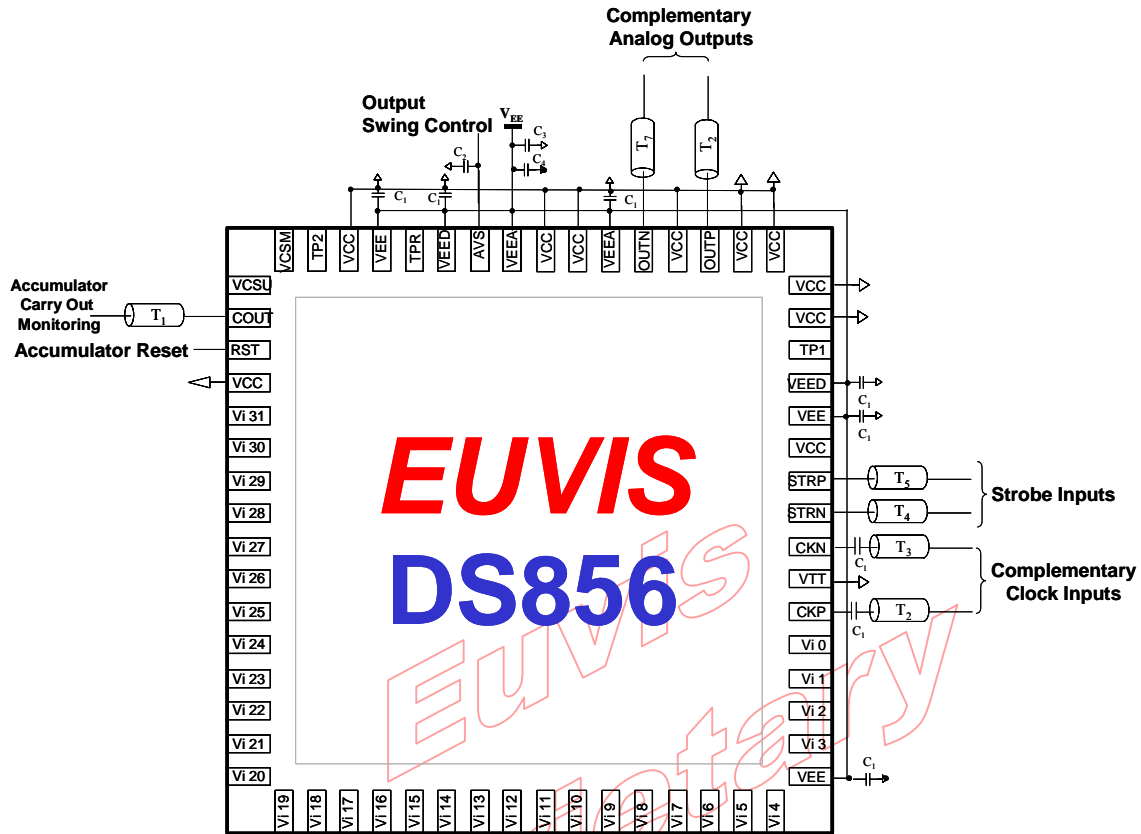 Complementary
Analog Outputs
Output
Swing Control
VEE
C3
C2
C4
T7
T2
C1
C1
C1
VCSM
TP2
VCC
VEE
TPR
VEED
AVS
VEEA
VCC
VCC
VEEA
OUTN
VCC
OUTP
VCC
VCC
Accumulator
Carry Out
Monitoring
T1
Accumulator Reset
VCSU
COUT
RST
VCC
Vi 31
Vi 30
Vi 29
Vi 28
Vi 27
Vi 26
Vi 25
Vi 24
Vi 23
Vi 22
Vi 21
Vi 20
EUVIS
DS856
Euvis
etary
VCC
VCC
TP1
VEED
VEE
VCC
STRP
STRN
CKN
VTT
CKP
Vi 0
Vi 1
Vi 2
Vi 3
VEE
C1
C1
T5
T4
Strobe Inputs
C1
T3
Complementary
Clock Inputs
C1
T2
C1
Vi 19
Vi 18
Vi 17
Vi 16
Vi 15
Vi 14
Vi 13
Vi 12
Vi 11
Vi 10
Vi 9
Vi 8
Vi 7
Vi 6
Vi 5
Vi 4